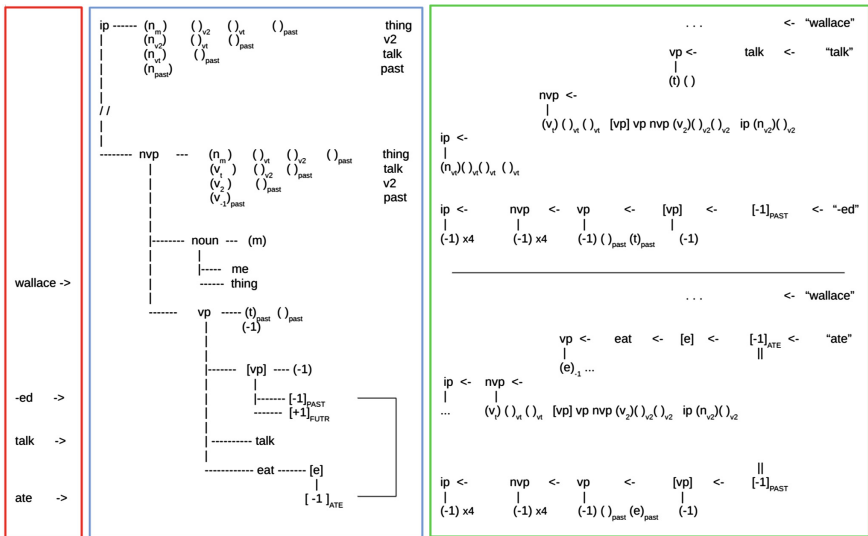 wallace ->
-ed ->
talk ->
ate ->
ip ------ (n_m) ( )_v2 ( )_vt ( )_past thing
| (n_v2) ( )_vt ( )_past v2
| (n_vt) ( )_past talk
| (n_past) past
|
|
/ /
|
|
-------- nvp --- (n_m) ( )_vt ( )_v2 ( )_past thing
| (v_t) ( )_v2 ( )_past talk
| (v_2) ( )_past v2
| (v_-1)_past past
|
|-------- noun --- (m)
| |
| |----- me
| ------ thing
|
------- vp ----- (t)_past ( )_past
| (-1)
|
|------- [vp] ---- (-1)
| |
| |------- [-1]_PAST
| ------- [+1]_FUTR
|
|---------- talk
|
------------ eat ------- [e]
|
[ -1 ]_ATE
. . . <- “wallace”
vp <- talk <- “talk”
|
(t) ( )
nvp <-
|
(v_t) ( )_vt ( )_vt [vp] vp nvp (v_2)( )_v2( )_v2 ip (n_v2)( )_v2
ip <-
|
(n_vt)( )_vt( )_vt ( )_vt
ip <- nvp <- vp <- [vp] <- [-1]_PAST <- “-ed”
| | | |
(-1) x4 (-1) x4 (-1) ( )_past (t)_past (-1)
. . . <- “wallace”
vp <- eat <- [e] <- [-1]_ATE <- “ate”
| ||
(e)_-1 ...
ip <- nvp <-
| |
... (v_t) ( )_vt ( )_vt [vp] vp nvp (v_2)( )_v2( )_v2 ip (n_v2)( )_v2
||
ip <- nvp <- vp <- [vp] <- [-1]_PAST
| | | |
(-1) x4 (-1) x4 (-1) ( )_past (e)_past (-1)